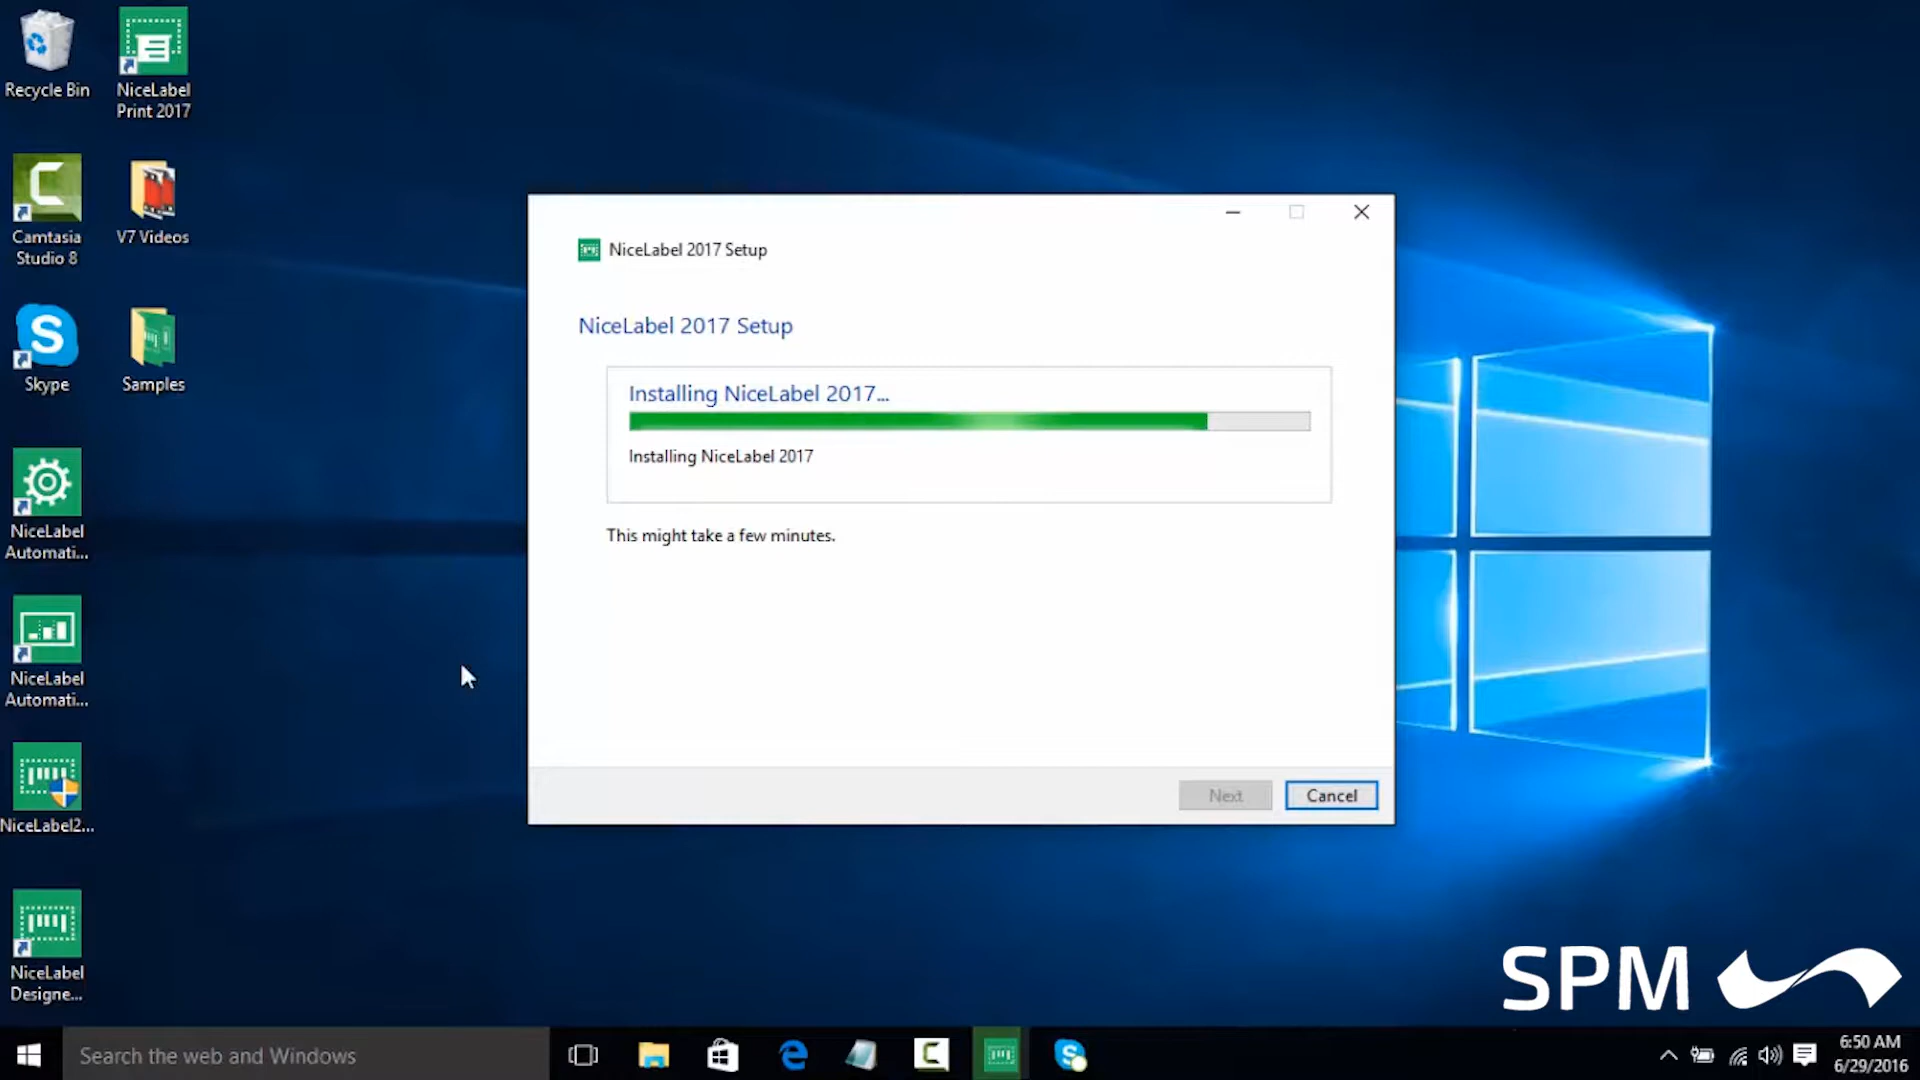 Recycle Bin
NiceLabel
Print 2017
Camtasia
Studio 8
V7 Videos
Skype
Samples
NiceLabel
Automati...
NiceLabel
Automati...
NiceLabel2...
NiceLabel
Designe...
NiceLabel 2017 Setup
NiceLabel 2017 Setup
Installing NiceLabel 2017...
Installing NiceLabel 2017
This might take a few minutes.
Next
Cancel
SPM
Search the web and Windows
6:50 AM
6/29/2016